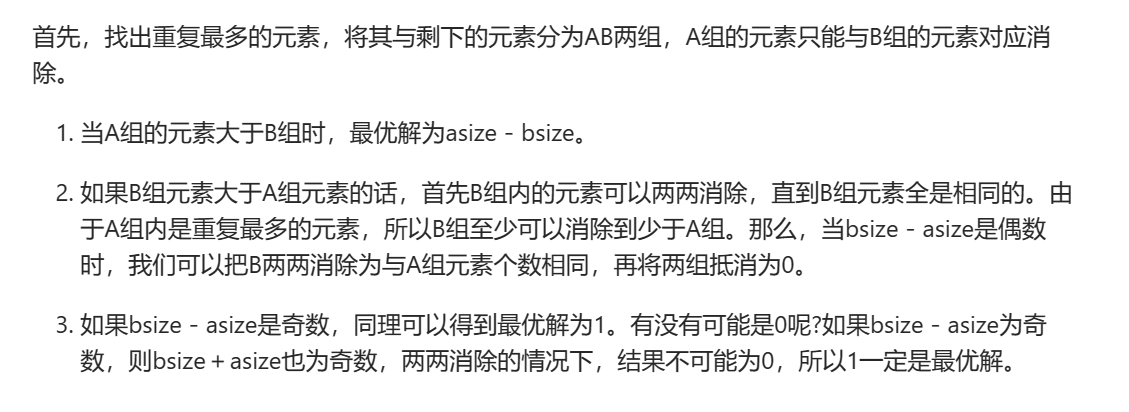 首先，找出重复最多的元素，将其与剩下的元素分为AB两组，A组的元素只能与B组的元素对应消
除。
1. 当A组的元素大于B组时，最优解为asize - bsize。
2. 如果B组元素大于A组元素的话，首先B组内的元素可以两两消除，直到B组元素全是相同的。由
于A组内是重复最多的元素，所以B组至少可以消除到少于A组。那么，当bsize - asize是偶数
时，我们可以把B两两消除为与A组元素个数相同，再将两组抵消为0。
3. 如果bsize - asize是奇数，同理可以得到最优解为1。有没有可能是0呢?如果bsize - asize为奇
数，则bsize + asize也为奇数，两两消除的情况下，结果不可能为0，所以1一定是最优解。